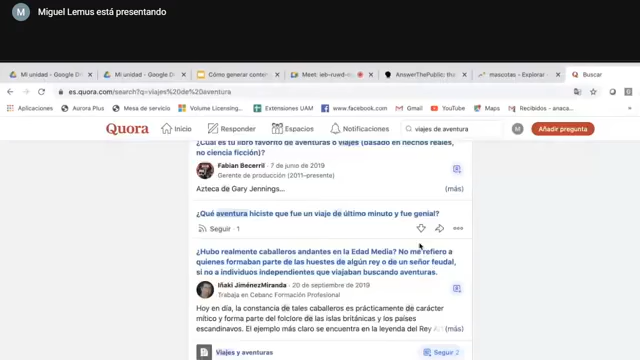 M Miguel Lemus está presentando
Mi unidad - Google Dr
Mi unidad - Google Dr
Cómo generar conten
Meet: ieb-ruwd-
AnswerThePublic: tha
mascotas - Explorar
Buscar
es.quora.com/search?q=viajes%20de%20aventura
Aplicaciones
Aurora Plus
Mesa de servicio
Volume Licensing...
Extensiones UAM
www.facebook.com
Gmail
YouTube
Maps
Recibidos - anaca...
Quora
Inicio
Responder
Espacios
Notificaciones
viajes de aventura
M
Añadir pregunta
¿Cuál es tu libro favorito de aventuras o viajes (basado en hechos reales,
no ciencia ficción)?
Fabian Becerril · 7 de junio de 2019
Gerente de producción (2011–presente)
Azteca de Gary Jennings... (más)
¿Qué aventura hiciste que fue un viaje de último minuto y fue genial?
Seguir · 1
¿Hubo realmente caballeros andantes en la Edad Media? No me refiero a
quienes formaban parte de las huestes de algún rey o de un señor feudal,
si no a individuos independientes que viajaban buscando aventuras.
Iñaki JiménezMiranda · 20 de septiembre de 2019
Trabaja en Cebanc Formación Profesional
Hoy en día, la constancia de tales caballeros es prácticamente de carácter
mítico y forma parte del folclore de las islas británicas y los países
escandinavos. El ejemplo más claro se encuentra en la leyenda del Rey (más)
Viajes y aventuras
Seguir 2